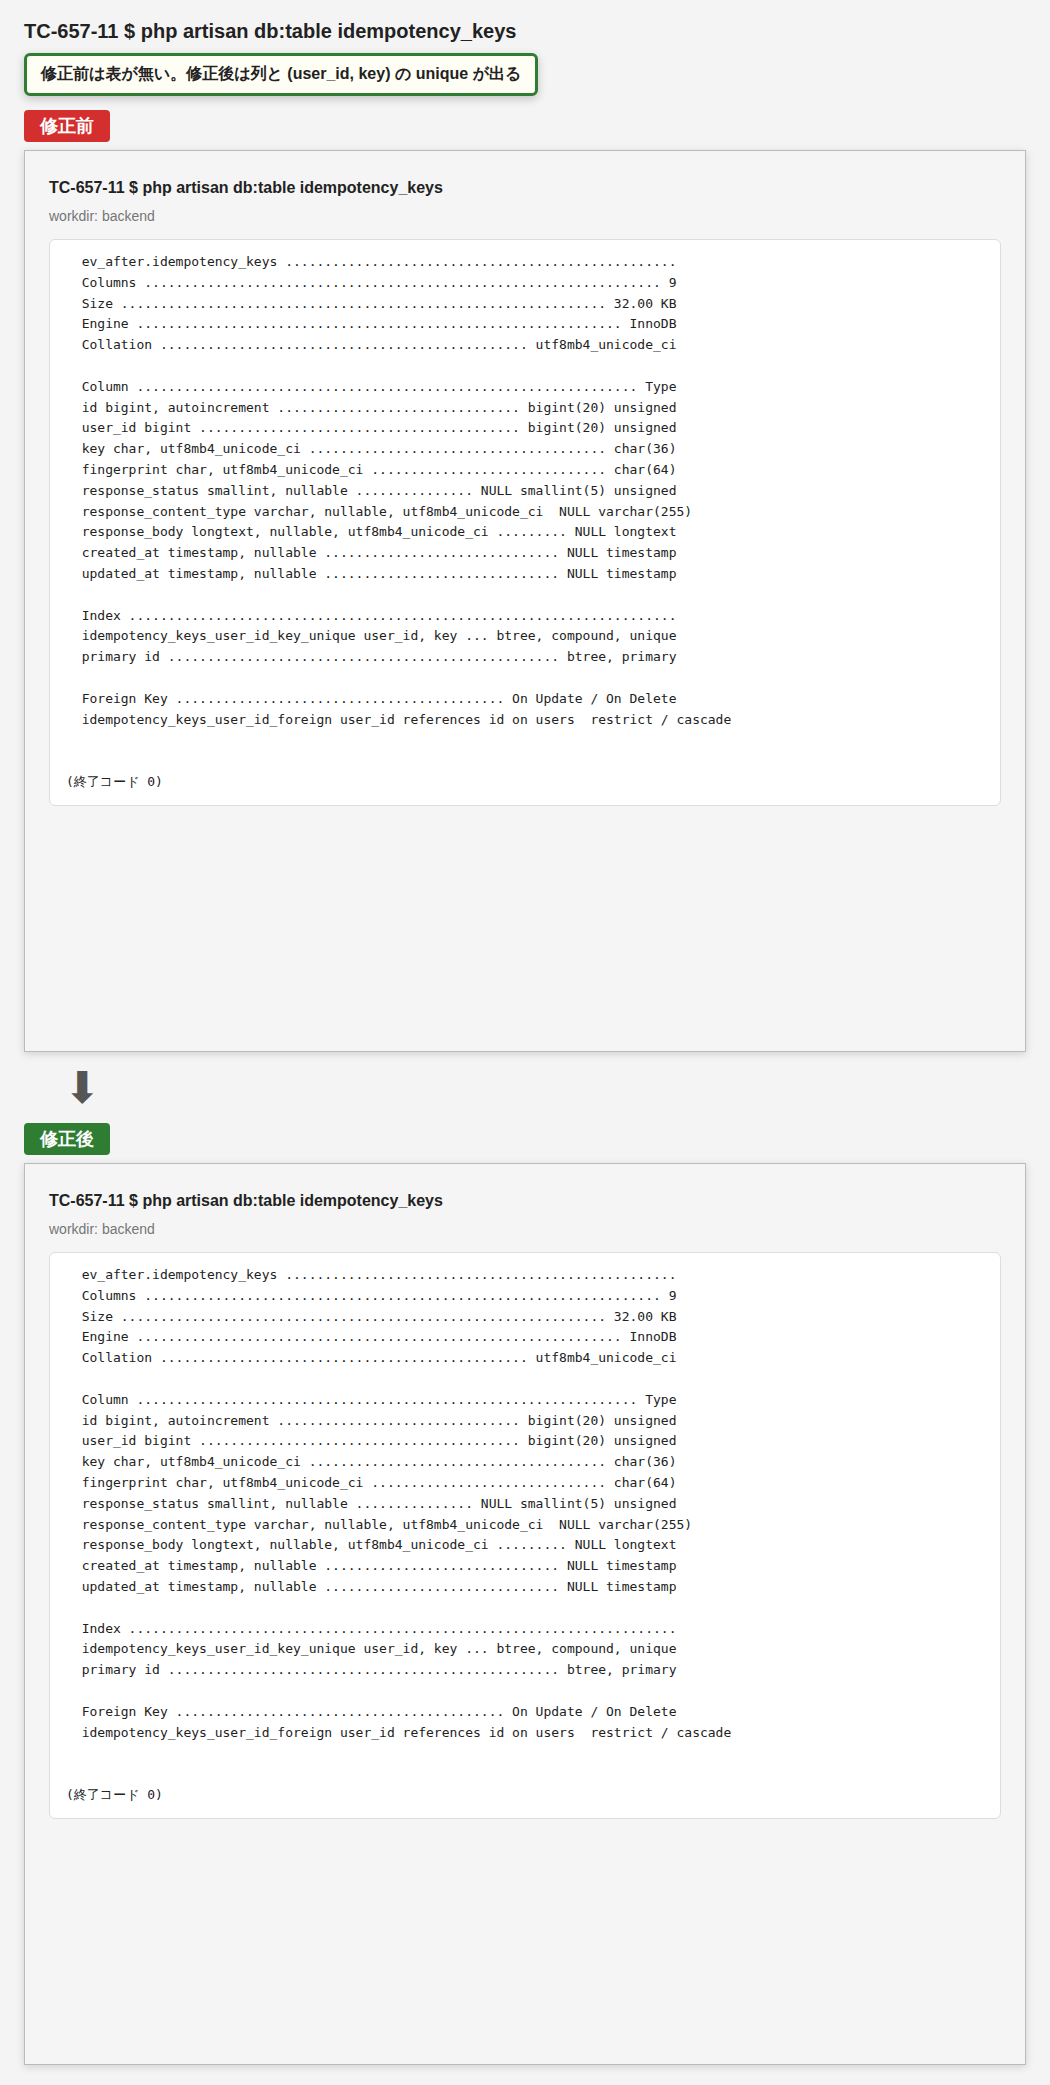 TC-657-11 $ php artisan db:table idempotency_keys
修正前は表が無い。修正後は列と (user_id, key) の unique が出る
修正前
TC-657-11 $ php artisan db:table idempotency_keys
workdir: backend
ev_after.idempotency_keys ..................................................
Columns .................................................................. 9
Size .............................................................. 32.00 KB
Engine .............................................................. InnoDB
Collation ............................................... utf8mb4_unicode_ci
Column ................................................................ Type
id bigint, autoincrement ............................... bigint(20) unsigned
user_id bigint ......................................... bigint(20) unsigned
key char, utf8mb4_unicode_ci ...................................... char(36)
fingerprint char, utf8mb4_unicode_ci .............................. char(64)
response_status smallint, nullable ............... NULL smallint(5) unsigned
response_content_type varchar, nullable, utf8mb4_unicode_ci  NULL varchar(255)
response_body longtext, nullable, utf8mb4_unicode_ci ......... NULL longtext
created_at timestamp, nullable .............................. NULL timestamp
updated_at timestamp, nullable .............................. NULL timestamp
Index ......................................................................
idempotency_keys_user_id_key_unique user_id, key ... btree, compound, unique
primary id .................................................. btree, primary
Foreign Key .......................................... On Update / On Delete
idempotency_keys_user_id_foreign user_id references id on users  restrict / cascade
(終了コード 0)
⬇
修正後
TC-657-11 $ php artisan db:table idempotency_keys
workdir: backend
ev_after.idempotency_keys ..................................................
Columns .................................................................. 9
Size .............................................................. 32.00 KB
Engine .............................................................. InnoDB
Collation ............................................... utf8mb4_unicode_ci
Column ................................................................ Type
id bigint, autoincrement ............................... bigint(20) unsigned
user_id bigint ......................................... bigint(20) unsigned
key char, utf8mb4_unicode_ci ...................................... char(36)
fingerprint char, utf8mb4_unicode_ci .............................. char(64)
response_status smallint, nullable ............... NULL smallint(5) unsigned
response_content_type varchar, nullable, utf8mb4_unicode_ci  NULL varchar(255)
response_body longtext, nullable, utf8mb4_unicode_ci ......... NULL longtext
created_at timestamp, nullable .............................. NULL timestamp
updated_at timestamp, nullable .............................. NULL timestamp
Index ......................................................................
idempotency_keys_user_id_key_unique user_id, key ... btree, compound, unique
primary id .................................................. btree, primary
Foreign Key .......................................... On Update / On Delete
idempotency_keys_user_id_foreign user_id references id on users  restrict / cascade
(終了コード 0)